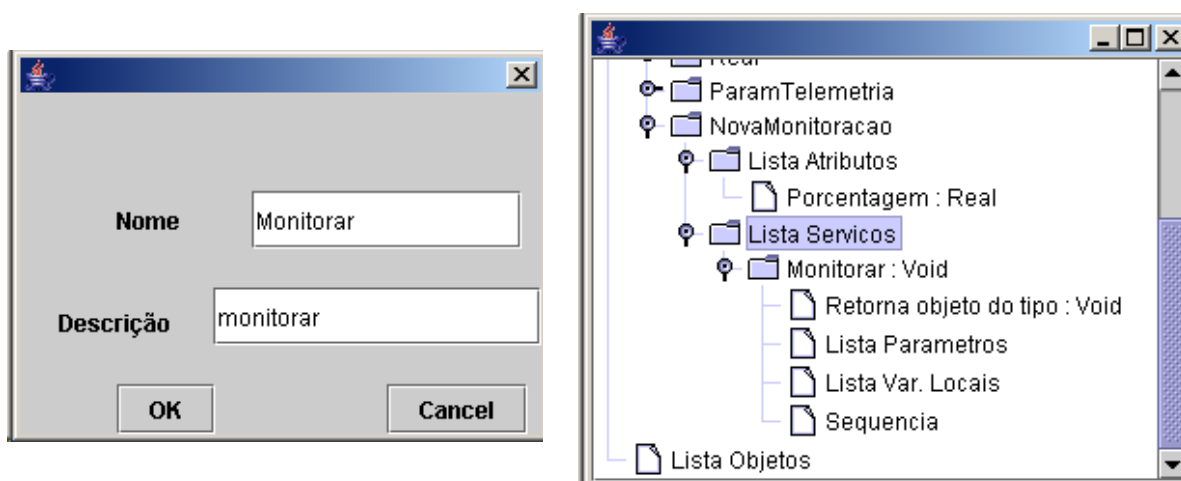 Nome
Monitorar
Descrição
monitorar
OK
Cancel
Real
ParamTelemetria
NovaMonitoracao
Lista Atributos
Porcentagem : Real
Lista Servicos
Monitorar : Void
Retorna objeto do tipo : Void
Lista Parametros
Lista Var. Locais
Sequencia
Lista Objetos